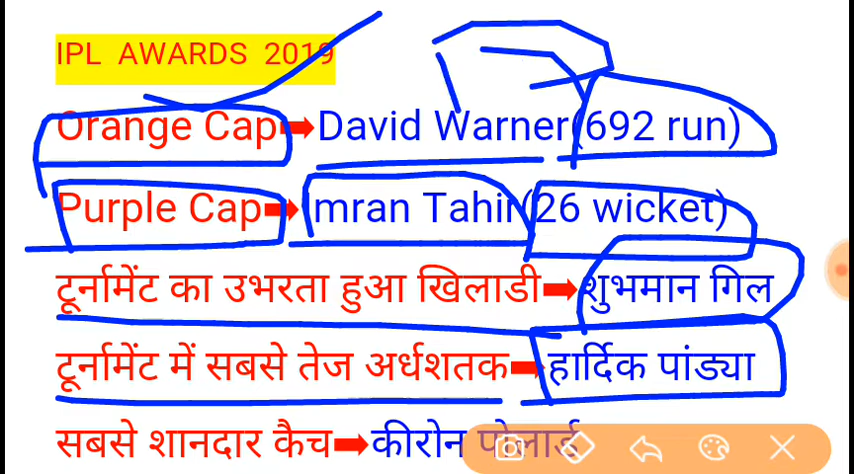 IPL AWARDS 2019
Orange Cap➡David Warner(692 run)
Purple Cap➡Imran Tahir(26 wicket)
टूर्नामेंट का उभरता हुआ खिलाडी➡शुभमान गिल
टूर्नामेंट में सबसे तेज अर्धशतक➡हार्दिक पांड्या
सबसे शानदार कैच➡कीरोन पोलार्ड